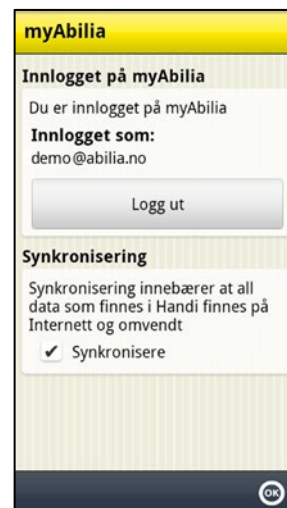 myAbilia
Innlogget på myAbilia
Du er innlogget på myAbilia
Innlogget som:
demo@abilia.no
Logg ut
Synkronisering
Synkronisering innebærer at all
data som finnes i Handi finnes på
Internett og omvendt
Synkronisere
OK